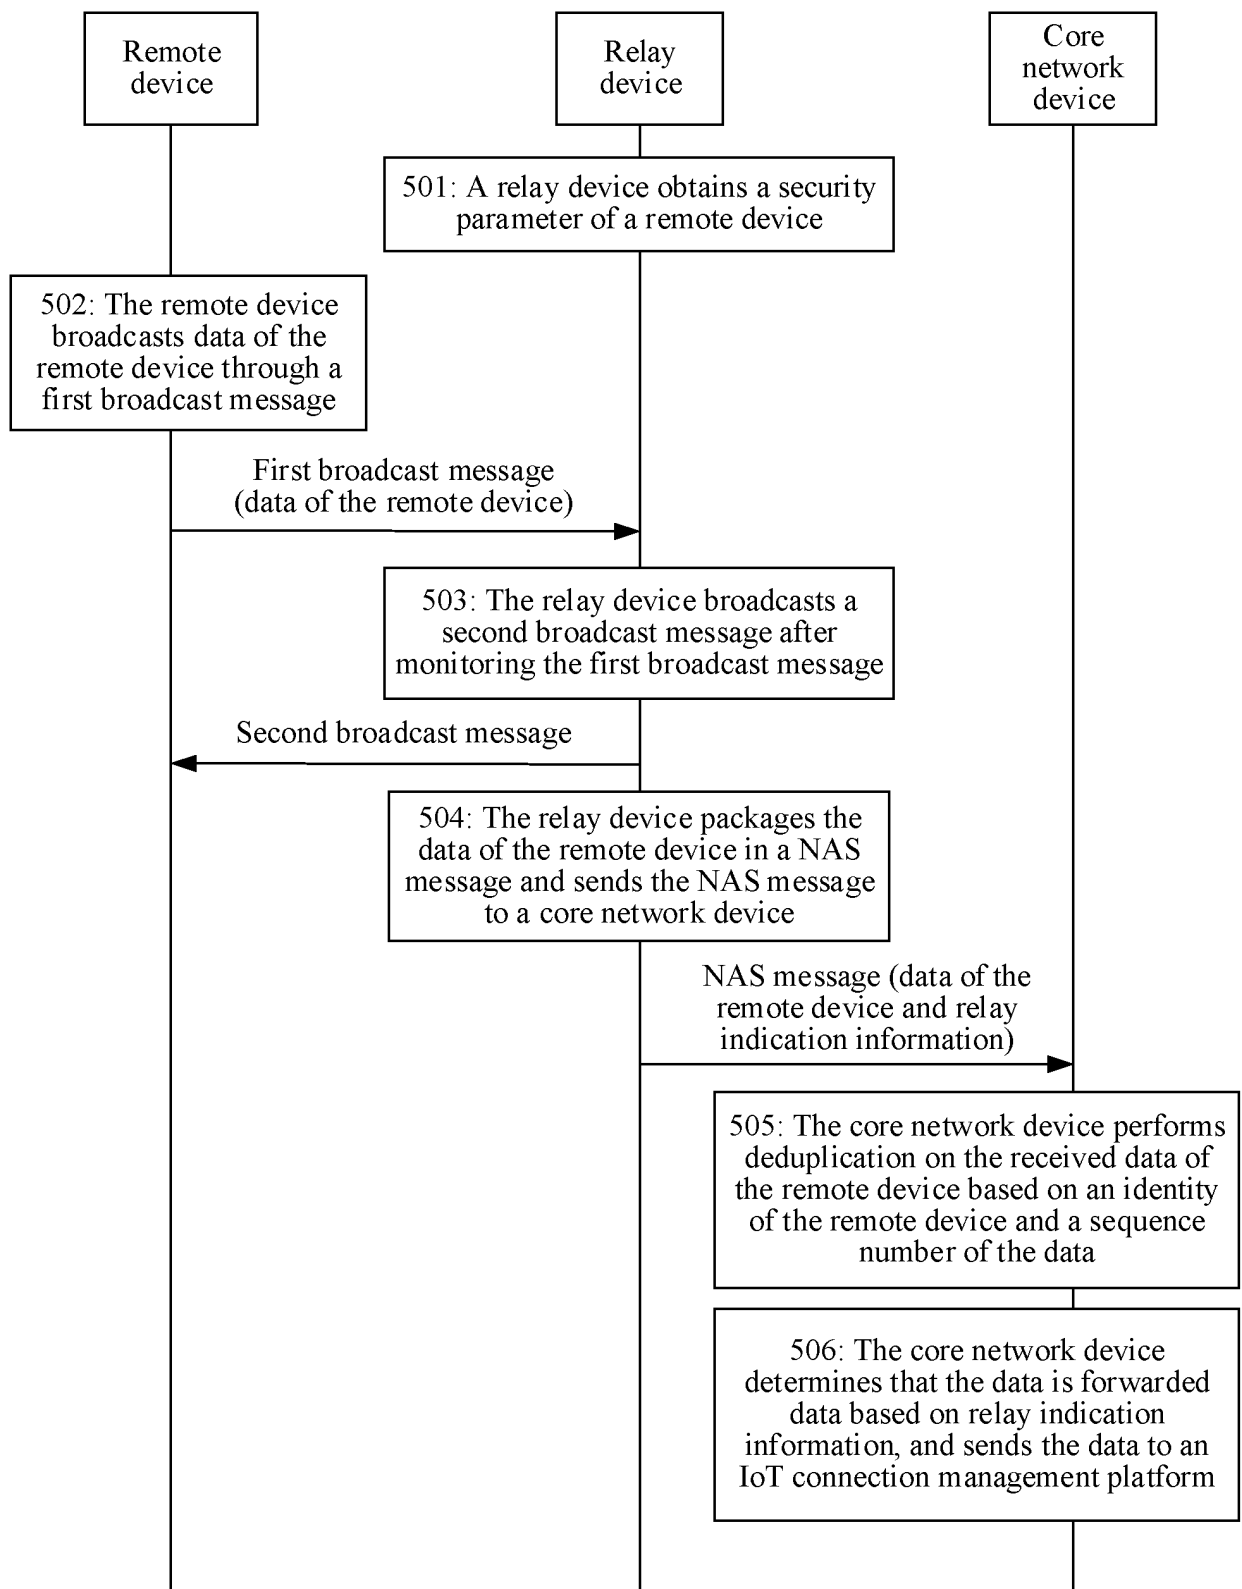 Remote
device
Relay
device
Core
network
device
501: A relay device obtains a security
parameter of a remote device
502: The remote device
broadcasts data of the
remote device through a
first broadcast message
First broadcast message
(data of the remote device)
503: The relay device broadcasts a
second broadcast message after
monitoring the first broadcast message
Second broadcast message
504: The relay device packages the
data of the remote device in a NAS
message and sends the NAS message
to a core network device
NAS message (data of the
remote device and relay
indication information)
505: The core network device performs
deduplication on the received data of
the remote device based on an identity
of the remote device and a sequence
number of the data
506: The core network device
determines that the data is forwarded
data based on relay indication
information, and sends the data to an
IoT connection management platform